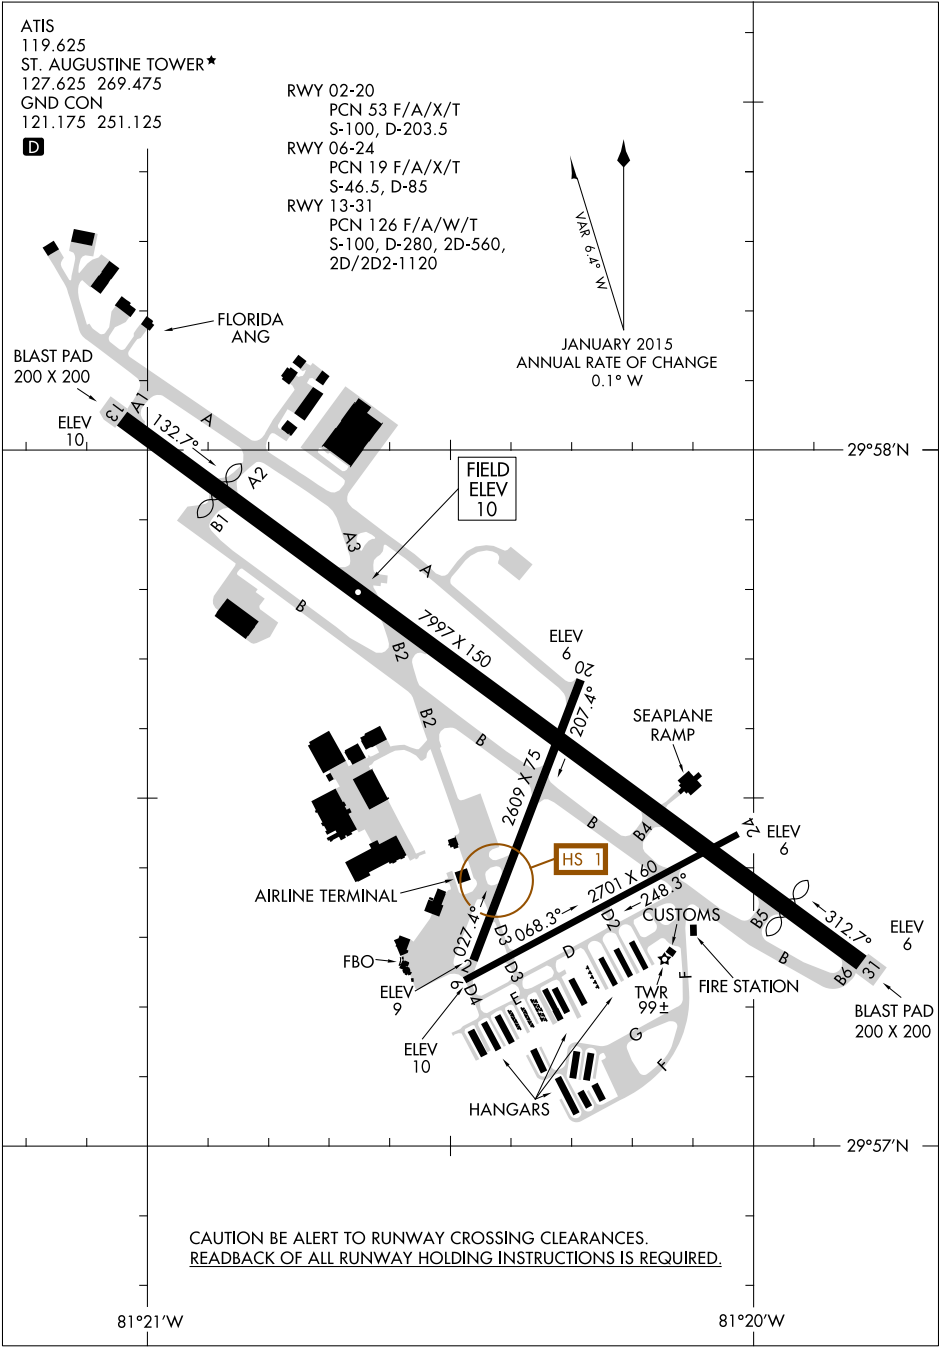 ATIS
119.625
ST. AUGUSTINE TOWER★
127.625 269.475
GND CON
121.175 251.125
D
RWY 02-20
PCN 53 F/A/X/T
S-100, D-203.5
RWY 06-24
PCN 19 F/A/X/T
S-46.5, D-85
RWY 13-31
PCN 126 F/A/W/T
S-100, D-280, 2D-560,
2D/2D2-1120
VAR 6.4° W
JANUARY 2015
ANNUAL RATE OF CHANGE
0.1° W
FLORIDA
ANG
BLAST PAD
200 X 200
ELEV
10
13
A1
A
132.7°
29°58'N
A2
B1
FIELD
ELEV
10
A3
A
B
B2
7997 X 150
ELEV
6
20
207.4°
B2
B
SEAPLANE
RAMP
2609 X 75
B
B4
24
ELEV
6
HS 1
AIRLINE TERMINAL
2701 X 60
248.3°
068.3°
027.4°
D3
D2
CUSTOMS
B5
312.7°
ELEV
6
FBO
2
D3
D
F
B
B6
31
ELEV
9
6
D4
E
TWR
99±
FIRE STATION
BLAST PAD
200 X 200
ELEV
10
G
F
HANGARS
29°57'N
CAUTION BE ALERT TO RUNWAY CROSSING CLEARANCES.
READBACK OF ALL RUNWAY HOLDING INSTRUCTIONS IS REQUIRED.
81°21'W
81°20'W